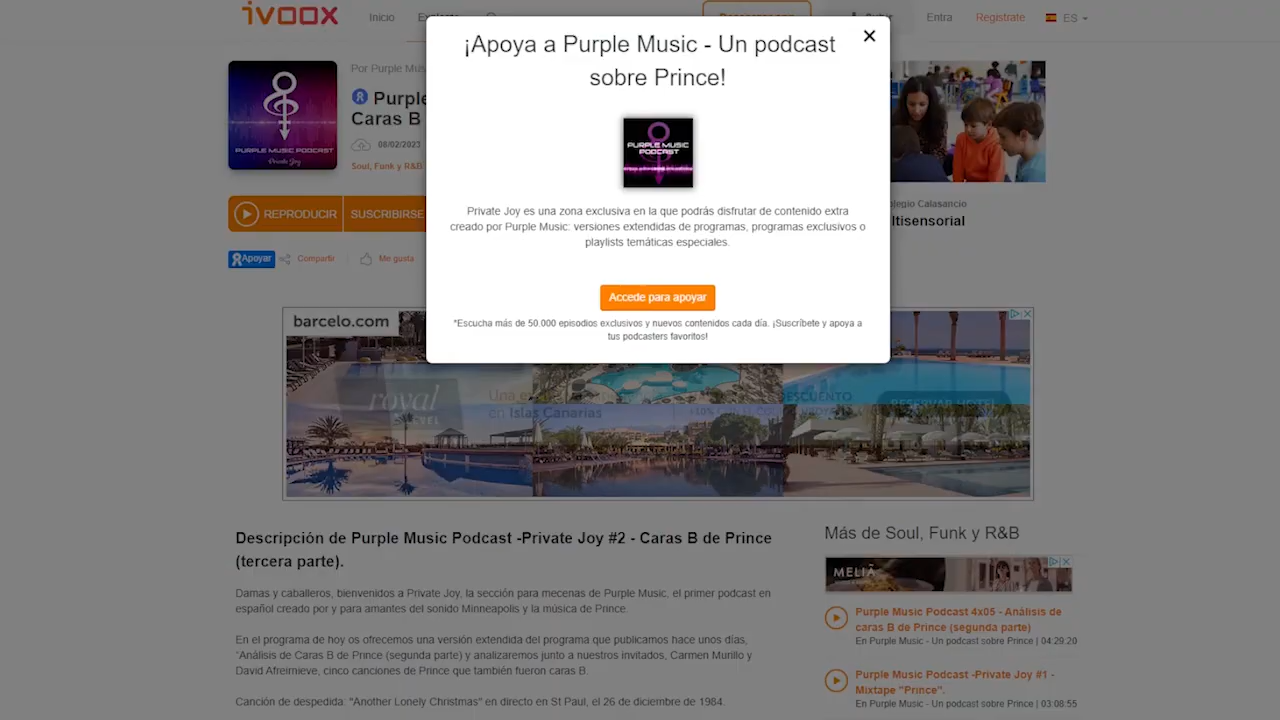 ivoox
Inicio
Entra
Regístrate
ES
¡Apoya a Purple Music - Un podcast
sobre Prince!
PURPLE MUSIC
PODCAST
Private Joy es una zona exclusiva en la que podrás disfrutar de contenido extra
creado por Purple Music: versiones extendidas de programas, programas exclusivos o
playlists temáticas especiales.
Accede para apoyar
*Escucha más de 50.000 episodios exclusivos y nuevos contenidos cada día. ¡Suscríbete y apoya a
tus podcasters favoritos!
PURPLE MUSIC PODCAST
Private Joy
Por Purple
Purple
Caras B
08/02/2023
Soul, Funk y R&B
REPRODUCIR
SUSCRIBIRSE
Apoyar
Compartir
Me gusta
Calasancio
ltisensorial
barcelo.com
royal
LEVEL
en Islas Canarias
RESERVAR HOTEL
Descripción de Purple Music Podcast -Private Joy #2 - Caras B de Prince
(tercera parte).
Damas y caballeros, bienvenidos a Private Joy, la sección para mecenas de Purple Music, el primer podcast en
español creado por y para amantes del sonido Minneapolis y la música de Prince.
En el programa de hoy os ofrecemos una versión extendida del programa que publicamos hace unos días,
“Análisis de Caras B de Prince (segunda parte) y analizaremos junto a nuestros invitados, Carmen Murillo y
David Afreimieve, cinco canciones de Prince que también fueron caras B.
Canción de despedida: "Another Lonely Christmas" en directo en St Paul, el 26 de diciembre de 1984.
Más de Soul, Funk y R&B
MELIÃ
Purple Music Podcast 4x05 - Análisis de
caras B de Prince (segunda parte)
En Purple Music - Un podcast sobre Prince | 04:29:20
Purple Music Podcast -Private Joy #1 -
Mixtape "Prince".
En Purple Music - Un podcast sobre Prince | 03:08:55